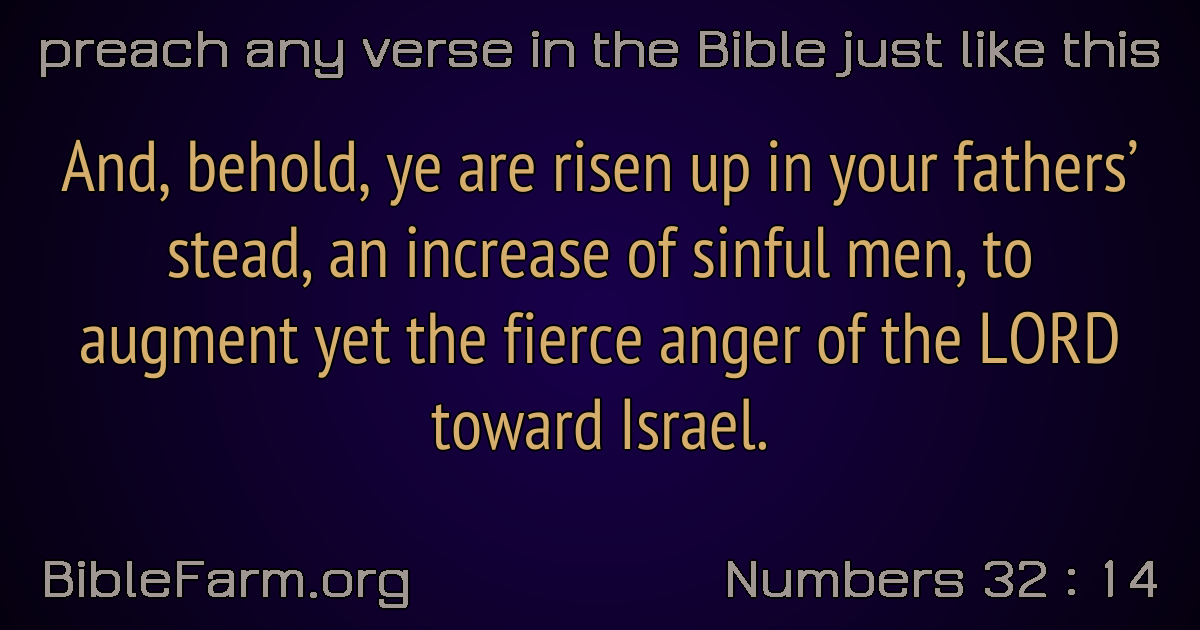 preach any verse in the Bible just like this
And, behold, ye are risen up in your fathers’
stead, an increase of sinful men, to
augment yet the fierce anger of the LORD
toward Israel.
BibleFarm.org
Numbers 32 : 14